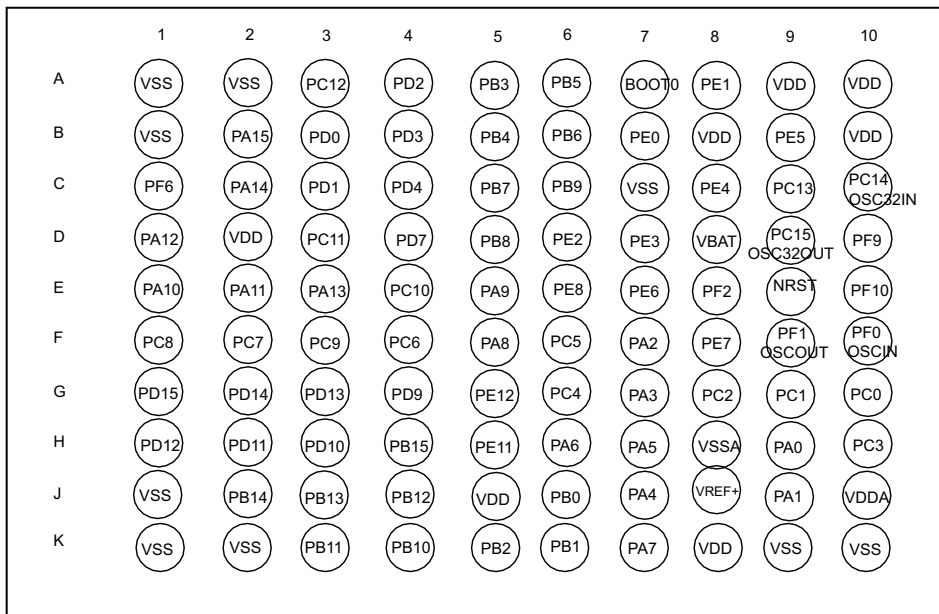 1 2 3 4 5 6 7 8 9 10
A VSS VSS PC12 PD2 PB3 PB5 BOOT0 PE1 VDD VDD
B VSS PA15 PD0 PD3 PB4 PB6 PE0 VDD PE5 VDD
C PF6 PA14 PD1 PD4 PB7 PB9 VSS PE4 PC13 PC14
OSC32IN
D PA12 VDD PC11 PD7 PB8 PE2 PE3 VBAT PC15 PF9
OSC32OUT
E PA10 PA11 PA13 PC10 PA9 PE8 PE6 PF2 NRST PF10
F PC8 PC7 PC9 PC6 PA8 PC5 PA2 PE7 PF1 PF0
OSCOUT OSCIN
G PD15 PD14 PD13 PD9 PE12 PC4 PA3 PC2 PC1 PC0
H PD12 PD11 PD10 PB15 PE11 PA6 PA5 VSSA PA0 PC3
J VSS PB14 PB13 PB12 VDD PB0 PA4 VREF+ PA1 VDDA
K VSS VSS PB11 PB10 PB2 PB1 PA7 VDD VSS VSS